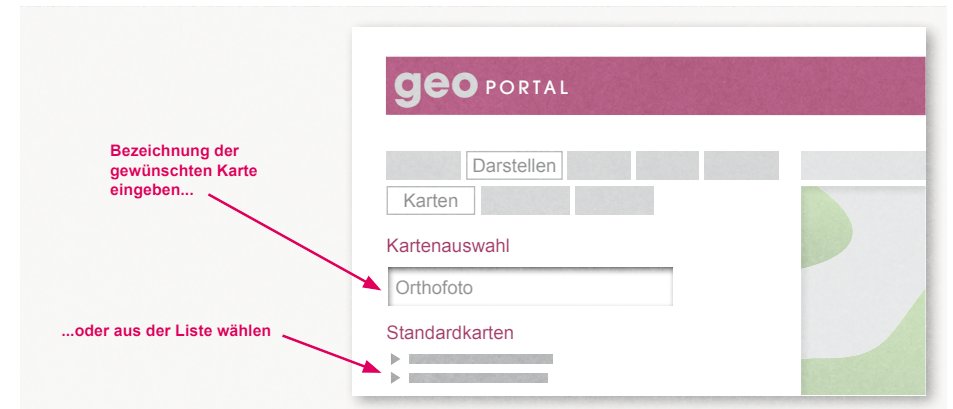 geo PORTAL
Bezeichnung der
gewünschten Karte
eingeben...
Darstellen
Karten
Kartenauswahl
Orthofoto
...oder aus der Liste wählen
Standardkarten